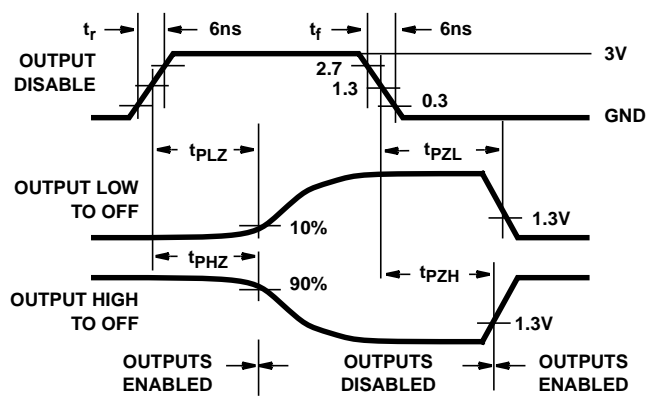 tr
6ns
tf
6ns
OUTPUT
DISABLE
2.7
1.3
0.3
3V
GND
tPLZ
tPZL
OUTPUT LOW
TO OFF
10%
1.3V
tPHZ
90%
tPZH
OUTPUT HIGH
TO OFF
1.3V
OUTPUTS
ENABLED
OUTPUTS
DISABLED
OUTPUTS
ENABLED